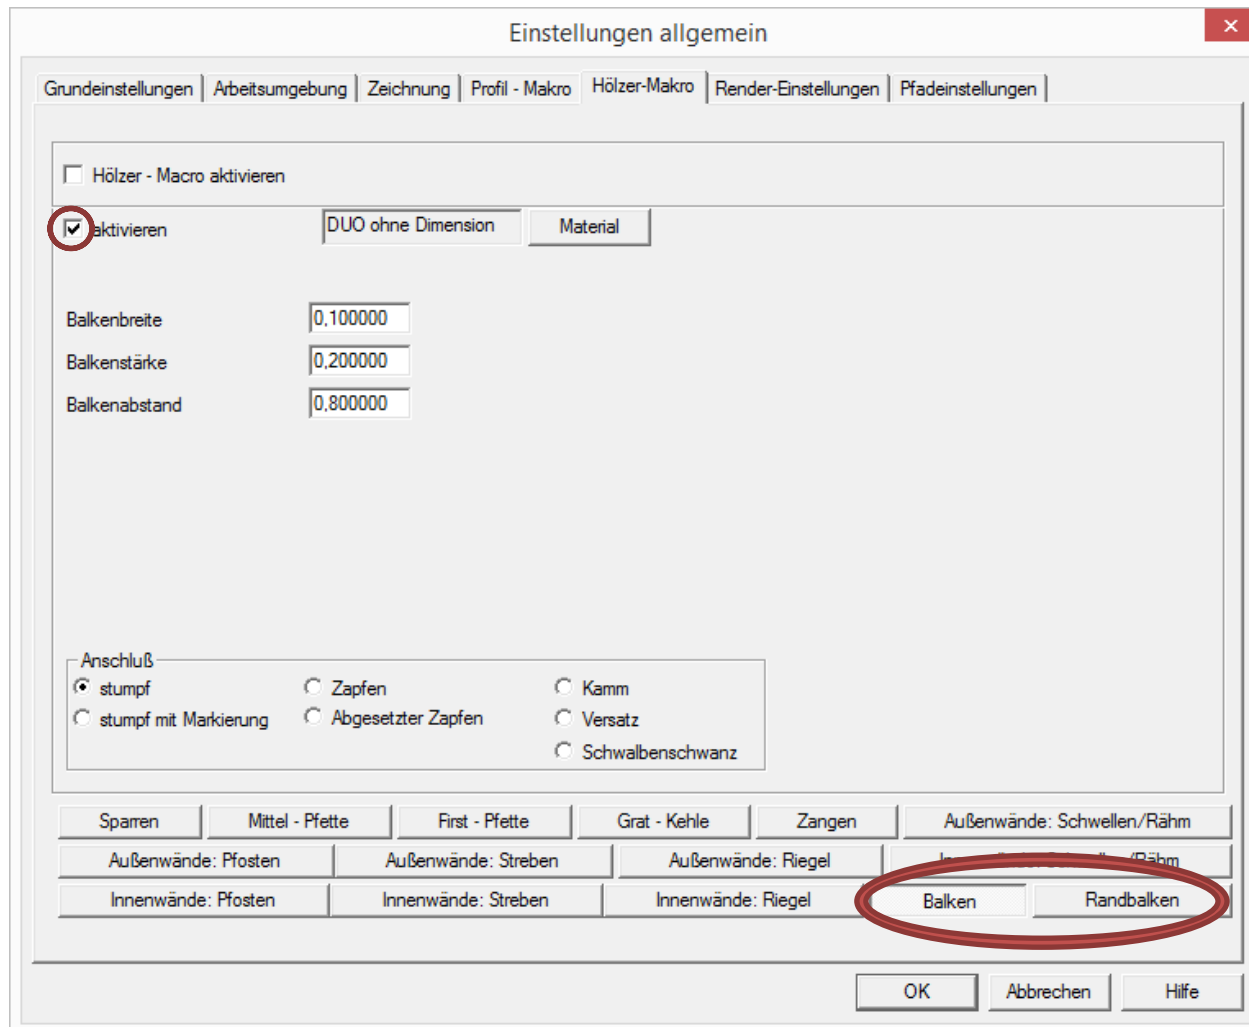 Einstellungen allgemein
Grundeinstellungen Arbeitsumgebung Zeichnung Profil - Makro Hölzer-Makro Render-Einstellungen Pfadeinstellungen
Hölzer - Macro aktivieren
aktivieren DUO ohne Dimension Material
Balkenbreite 0,100000
Balkenstärke 0,200000
Balkenabstand 0,800000
Anschluß
stumpf Zapfen Kamm
stumpf mit Markierung Abgesetzter Zapfen Versatz
Schwalbenschwanz
Sparren Mittel - Pfette First - Pfette Grat - Kehle Zangen Außenwände: Schwellen/Rähm
Außenwände: Pfosten Außenwände: Streben Außenwände: Riegel Innenwände: Schwellen/Rähm
Innenwände: Pfosten Innenwände: Streben Innenwände: Riegel Balken Randbalken
OK Abbrechen Hilfe